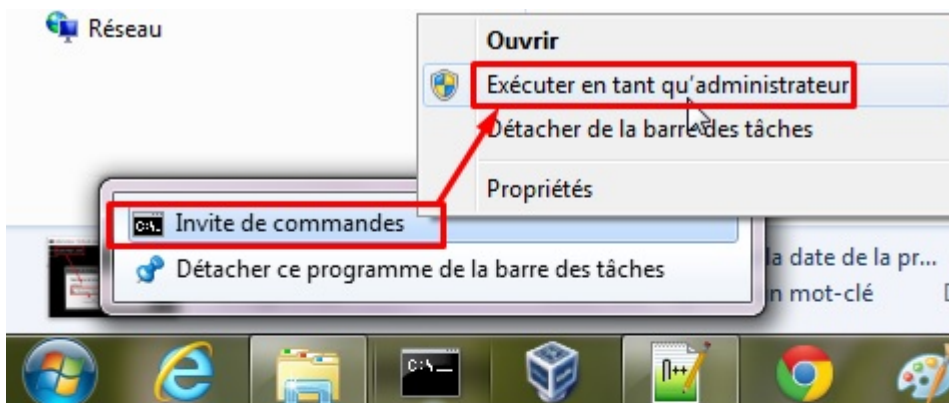 Réseau
Ouvrir
Exécuter en tant qu'administrateur
Détacher de la barre des tâches
Propriétés
Invite de commandes
Détacher ce programme de la barre des tâches
la date de la pr...
n mot-clé
C:\_
N++